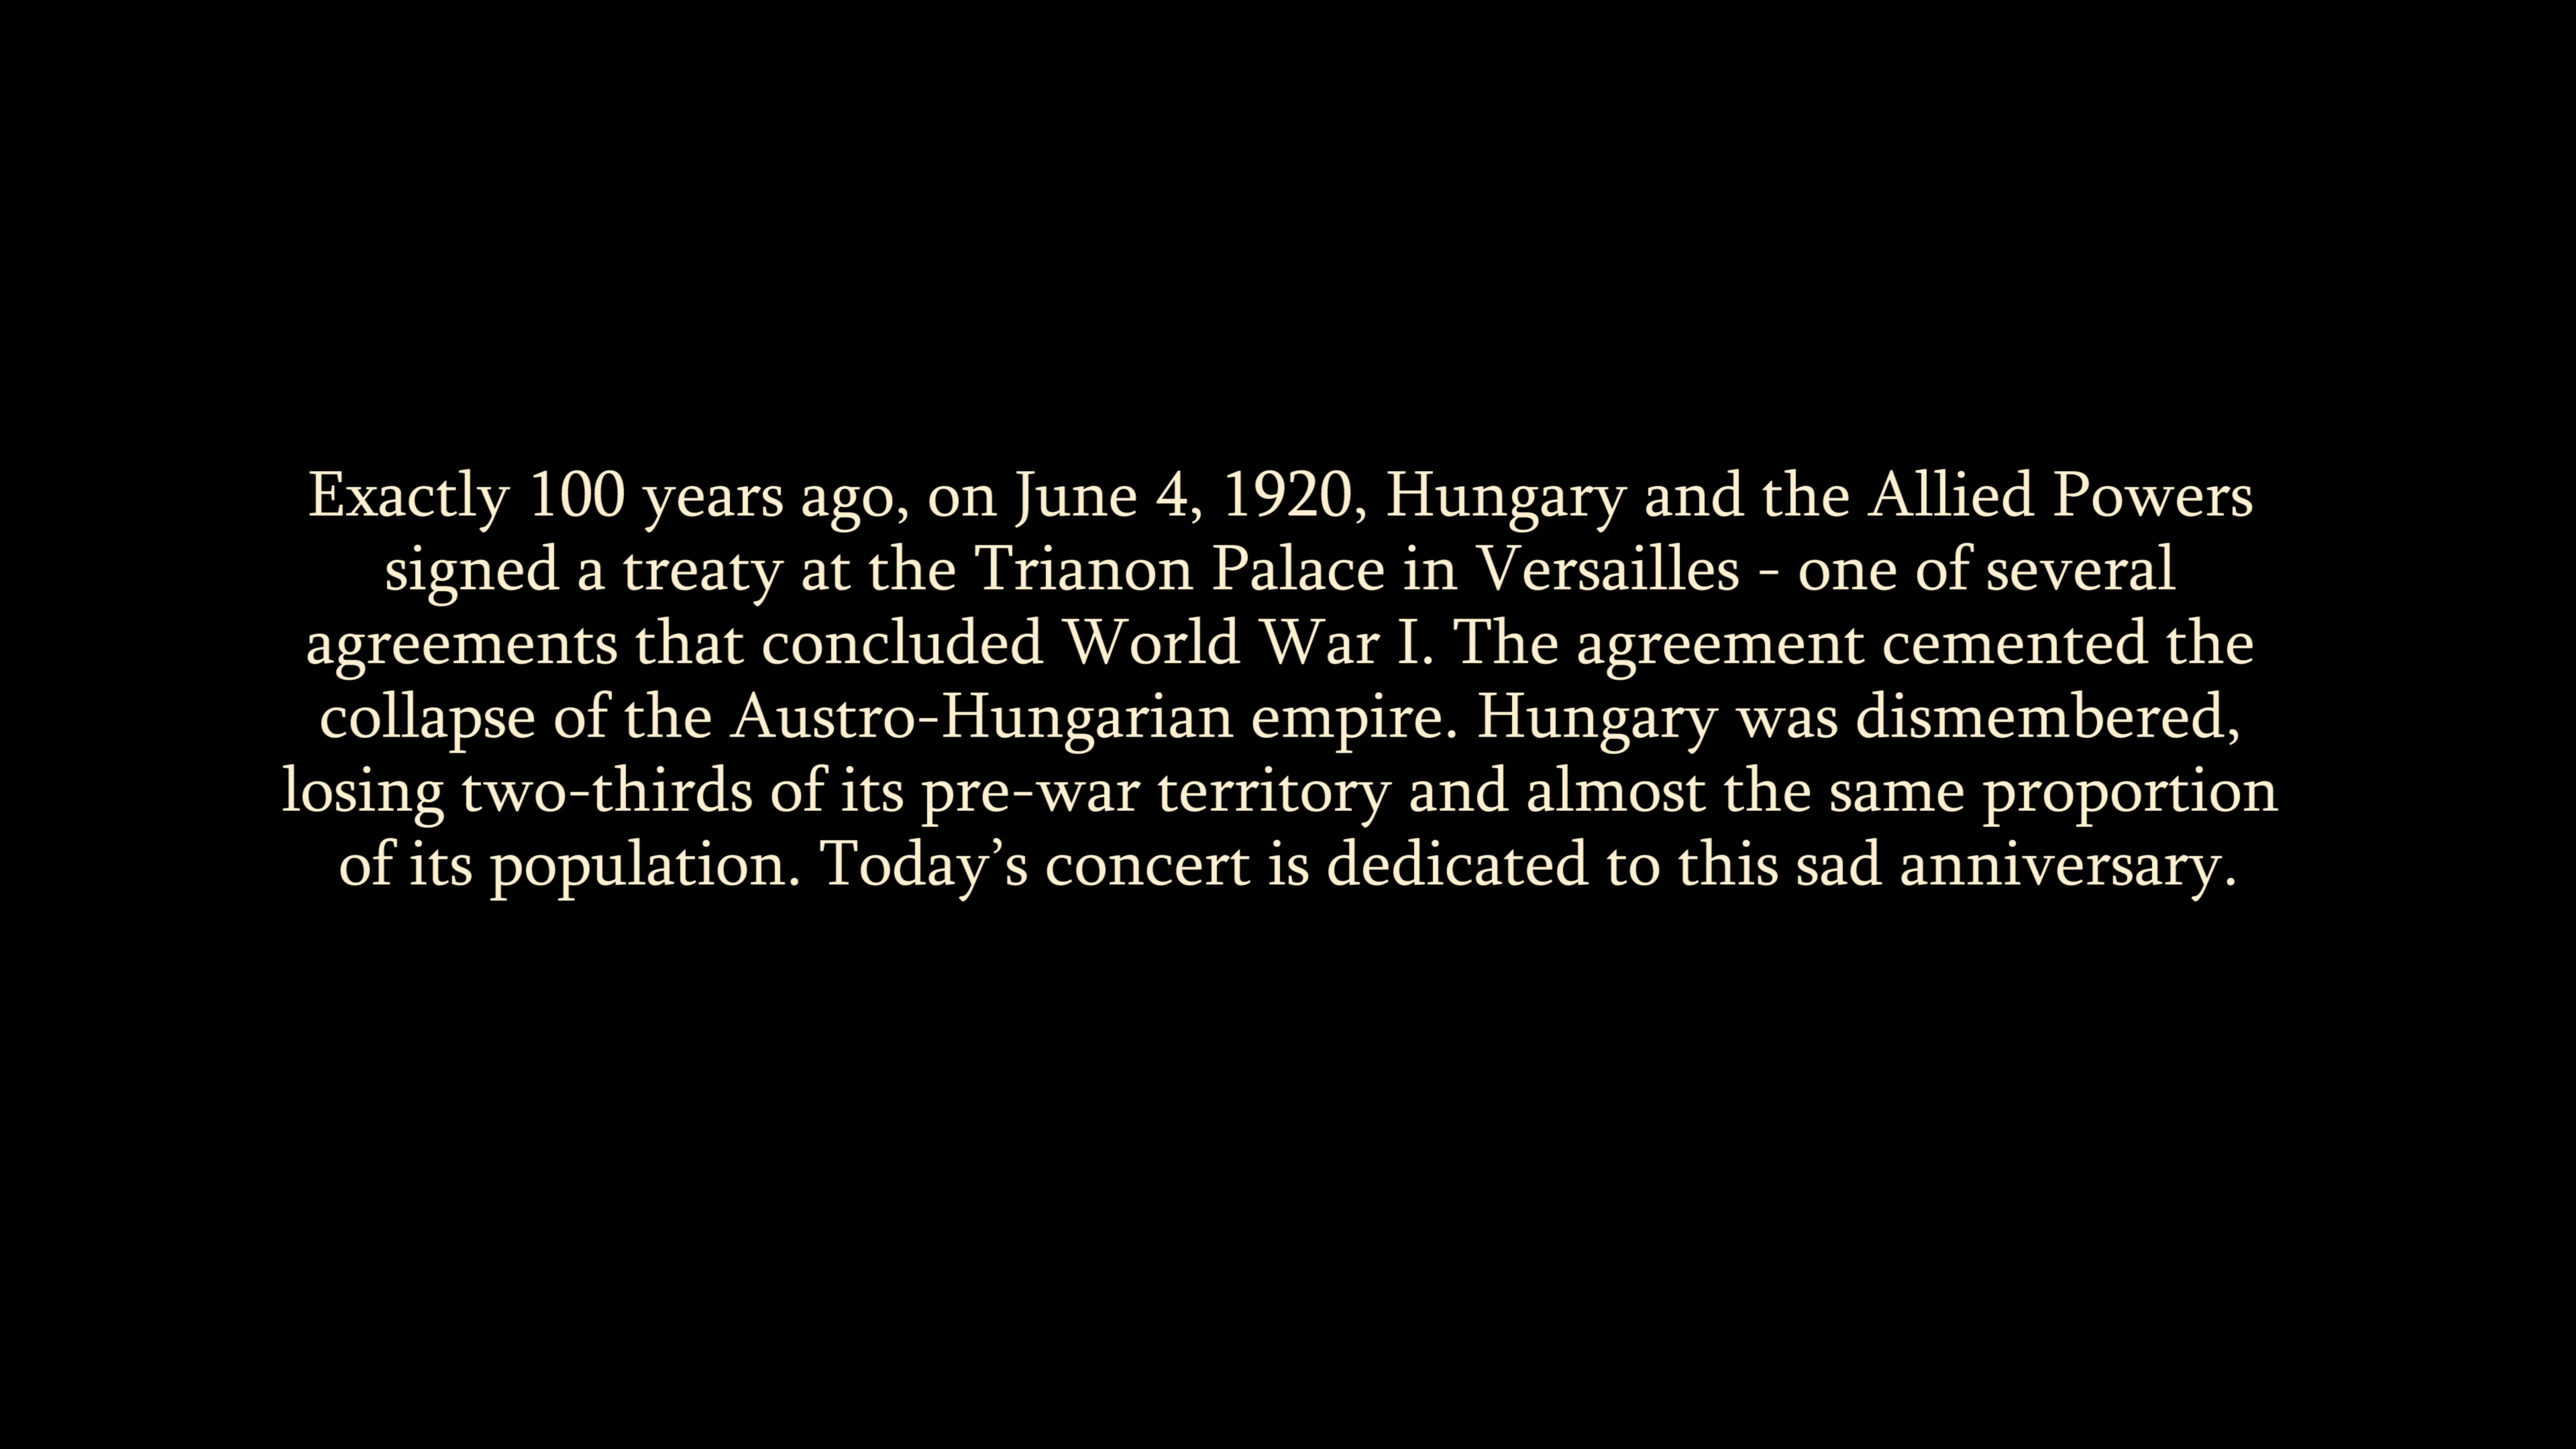 Exactly 100 years ago, on June 4, 1920, Hungary and the Allied Powers
signed a treaty at the Trianon Palace in Versailles - one of several
agreements that concluded World War I. The agreement cemented the
collapse of the Austro-Hungarian empire. Hungary was dismembered,
losing two-thirds of its pre-war territory and almost the same proportion
of its population. Today’s concert is dedicated to this sad anniversary.